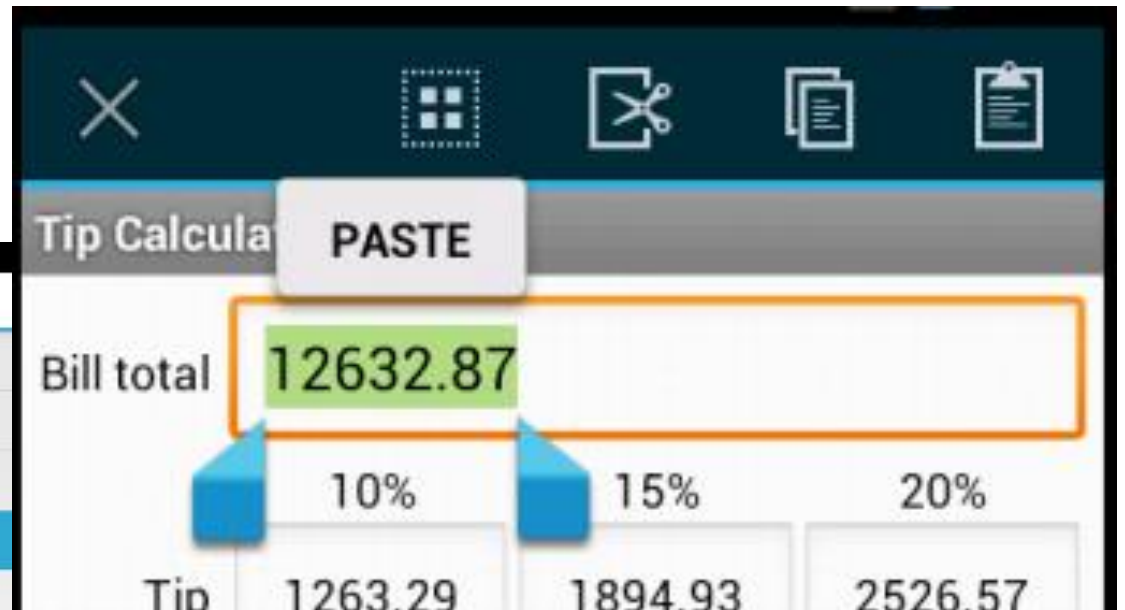 PASTE
Tip Calcula
Bill total 12632.87
10% 15% 20%
Tip 1263.29 1894.93 2526.57